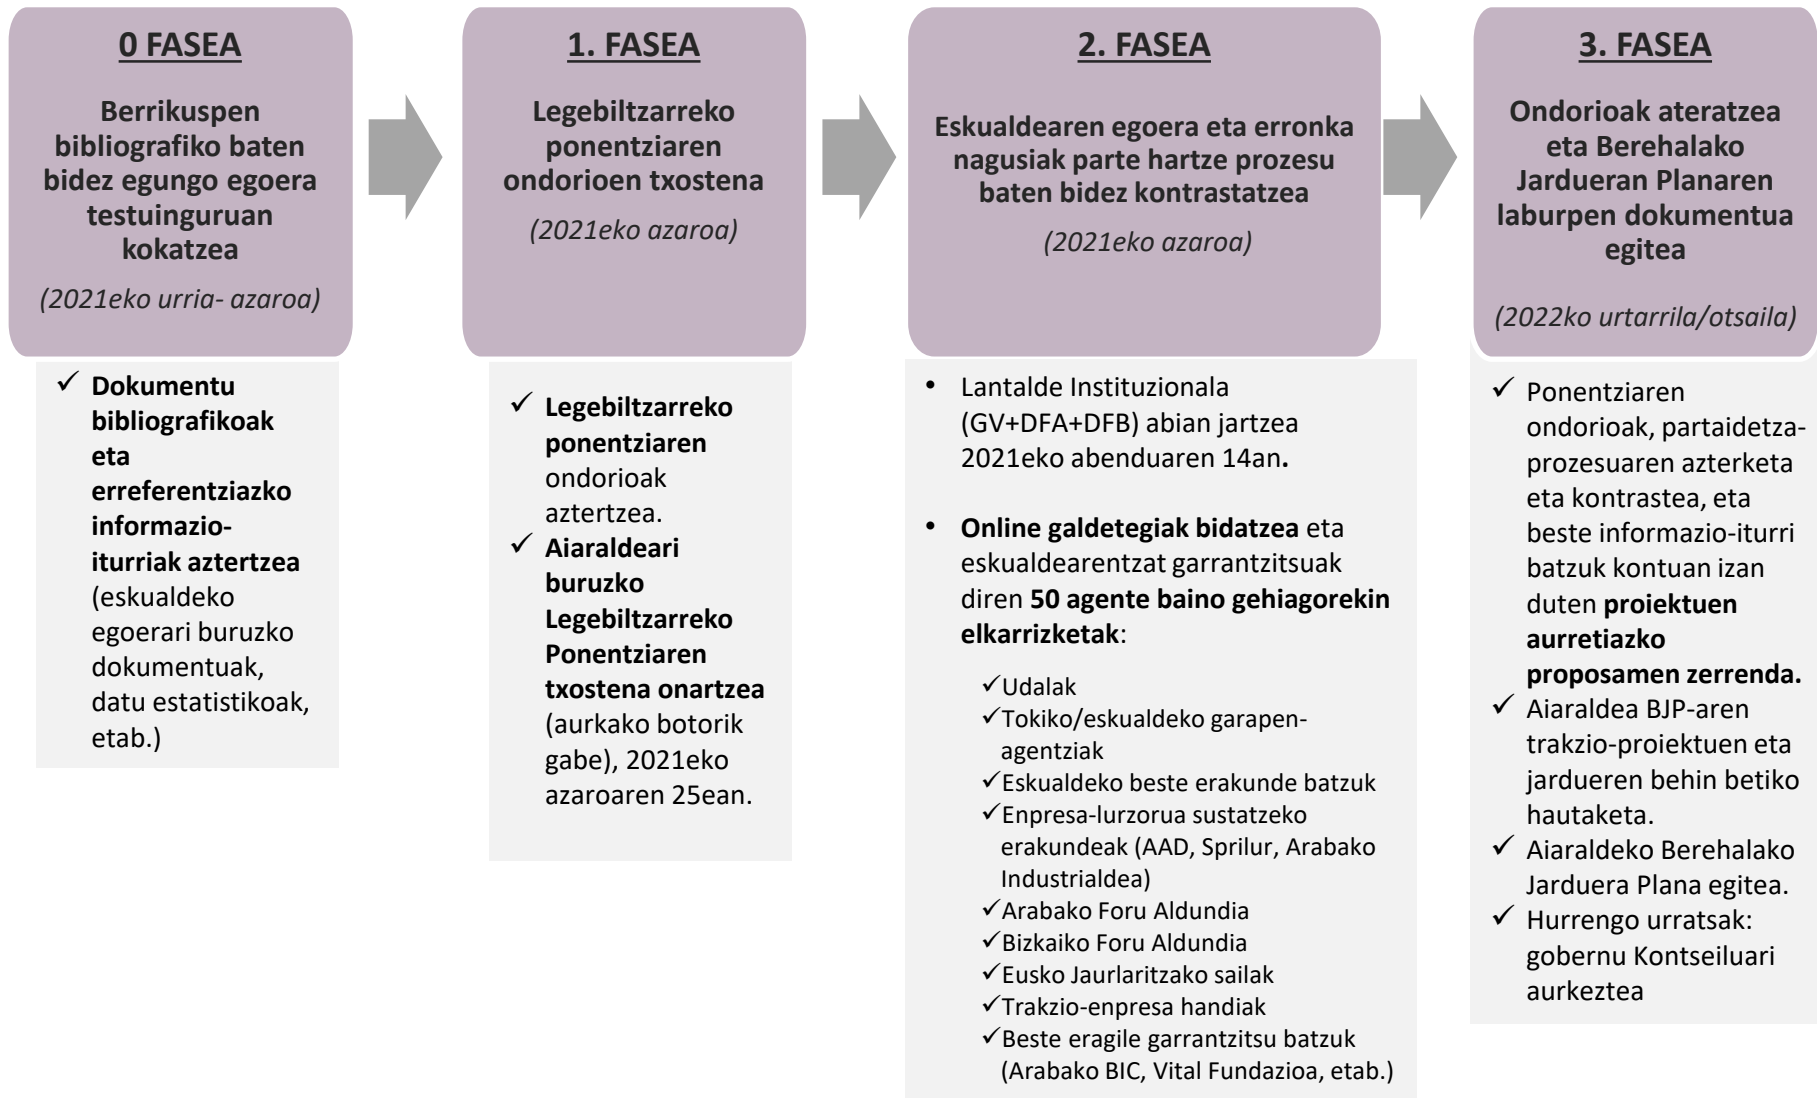 0 FASEA
Berrikuspen
bibliografiko baten
bidez egungo egoera
testuinguruan
kokatzea
(2021eko urria- azaroa)
✓ Dokumentu
bibliografikoak
eta
erreferentziazko
informazio-
iturriak aztertzea
(eskualdeko
egoerari buruzko
dokumentuak,
datu estatistikoak,
etab.)
1. FASEA
Legebiltzarreko
ponentziaren
ondorioen txostena
(2021eko azaroa)
✓ Legebiltzarreko
ponentziaren
ondorioak
aztertzea.
✓ Aiaraldeari
buruzko
Legebiltzarreko
Ponentziaren
txostena onartzea
(aurkako botorik
gabe), 2021eko
azaroaren 25ean.
2. FASEA
Eskualdearen egoera eta erronka
nagusiak parte hartze prozesu
baten bidez kontrastatzea
(2021eko azaroa)
• Lantalde Instituzionala
(GV+DFA+DFB) abian jartzea
2021eko abenduaren 14an.
• Online galdetegiak bidatzea eta
eskualdearentzat garrantzitsuak
diren 50 agente baino gehiagorekin
elkarrizketak:
✓Udalak
✓Tokiko/eskualdeko garapen-
agentziak
✓Eskualdeko beste erakunde batzuk
✓Enpresa-lurzorua sustatzeko
erakundeak (AAD, Sprilur, Arabako
Industrialdea)
✓Arabako Foru Aldundia
✓Bizkaiko Foru Aldundia
✓Eusko Jaurlaritzako sailak
✓Trakzio-enpresa handiak
✓Beste eragile garrantzitsu batzuk
(Arabako BIC, Vital Fundazioa, etab.)
3. FASEA
Ondorioak ateratzea
eta Berehalako
Jardueran Planaren
laburpen dokumentua
egitea
(2022ko urtarrila/otsaila)
✓ Ponentziaren
ondorioak, partaidetza-
prozesuaren azterketa
eta kontrastea, eta
beste informazio-iturri
batzuk kontuan izan
duten proiektuen
aurretiazko
proposamen zerrenda.
✓ Aiaraldea BJP-aren
trakzio-proiektuen eta
jardueren behin betiko
hautaketa.
✓ Aiaraldeko Berehalako
Jarduera Plana egitea.
✓ Hurrengo urratsak:
gobernu Kontseiluari
aurkeztea